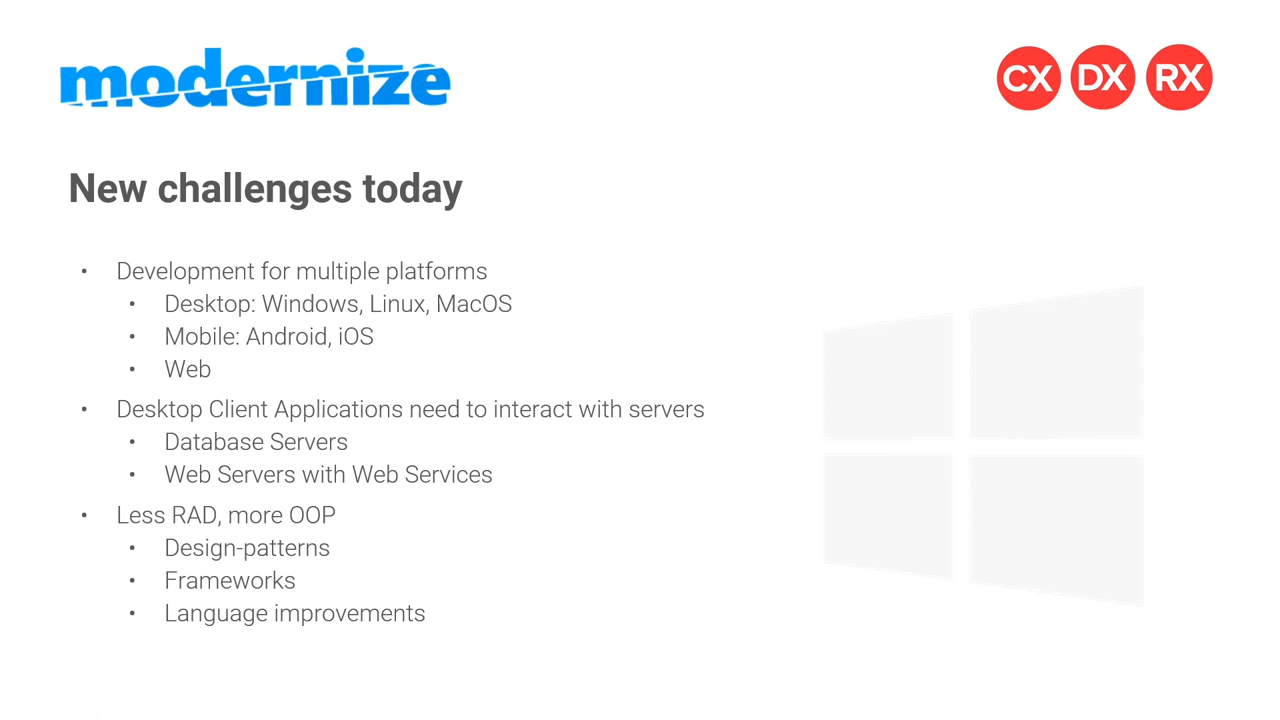 modernize
CX DX RX
New challenges today
• Development for multiple platforms
• Desktop: Windows, Linux, MacOS
• Mobile: Android, iOS
• Web
• Desktop Client Applications need to interact with servers
• Database Servers
• Web Servers with Web Services
• Less RAD, more OOP
• Design-patterns
• Frameworks
• Language improvements